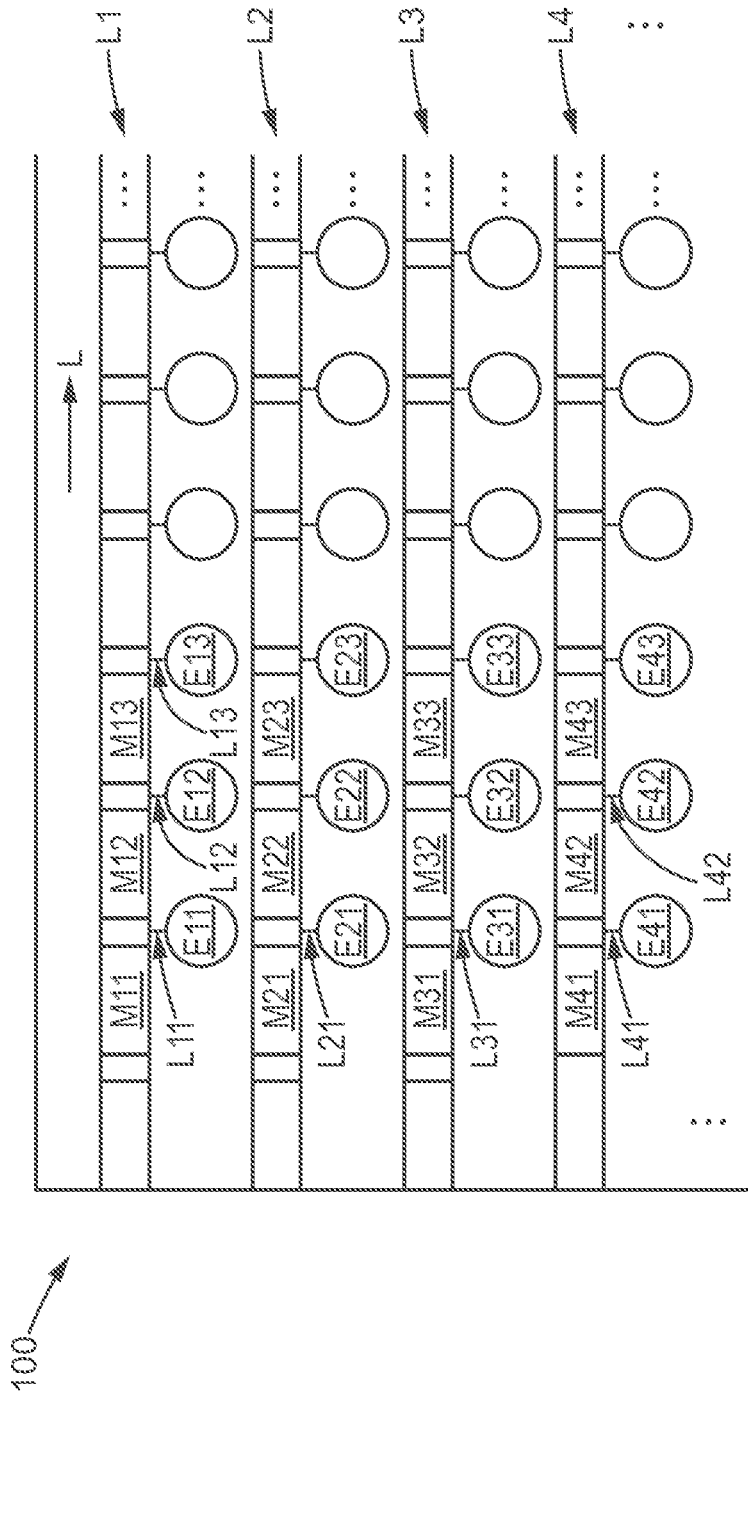 100
L
L1
M11 M12 M13 ...
L11 L12 L13
E11 E12 E13 ...
L2
M21 M22 M23 ...
L21
E21 E22 E23 ...
L3
M31 M32 M33 ...
L31
E31 E32 E33 ...
L4
M41 M42 M43 ...
L41 L42
E41 E42 E43 ...